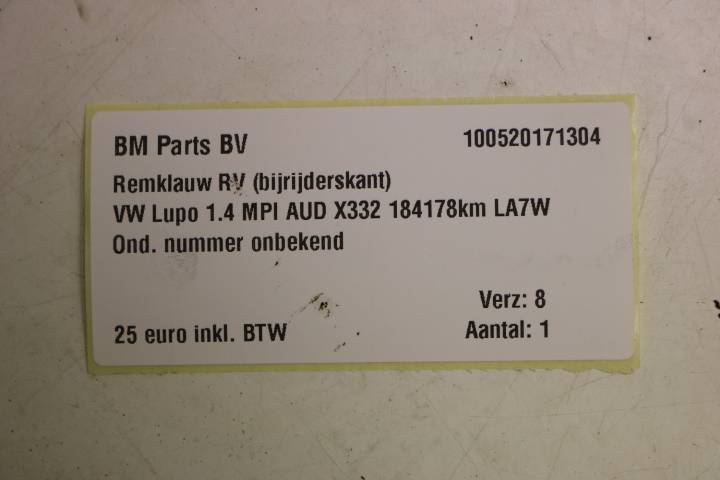 BM Parts BV 100520171304
Remklauw RV (bijrijderskant)
VW Lupo 1.4 MPI AUD X332 184178km LA7W
Ond. nummer onbekend
Verz: 8
25 euro inkl. BTW Aantal: 1